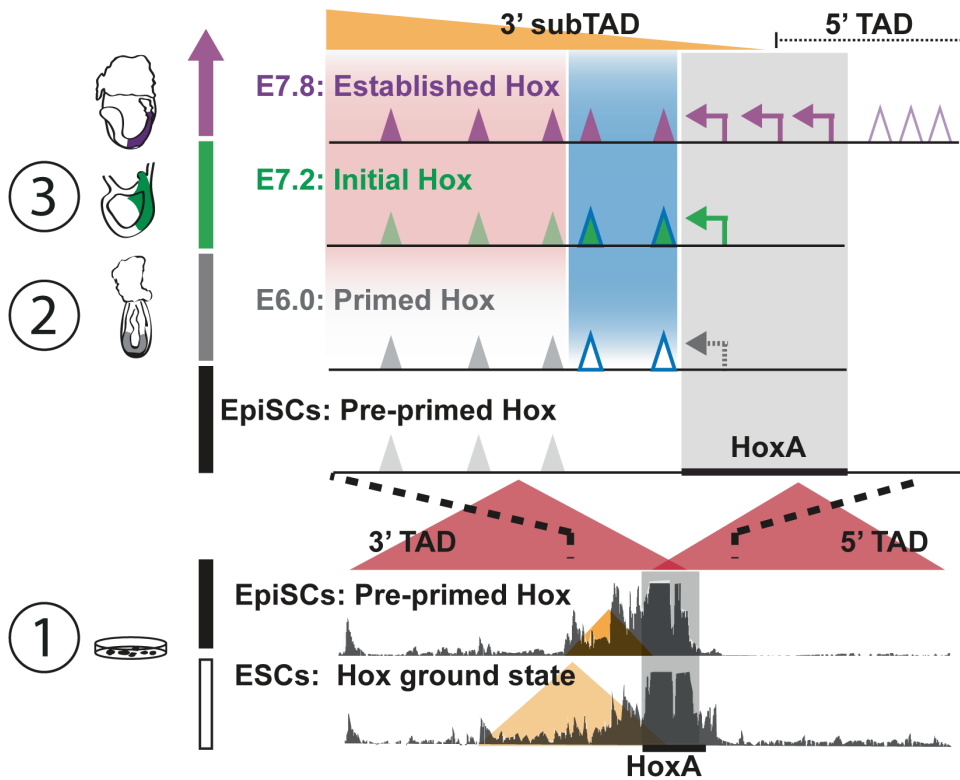 3' subTAD
5' TAD
E7.8: Established Hox
3
E7.2: Initial Hox
2
E6.0: Primed Hox
EpiSCs: Pre-primed Hox
HoxA
3' TAD
5' TAD
1
EpiSCs: Pre-primed Hox
ESCs: Hox ground state
HoxA